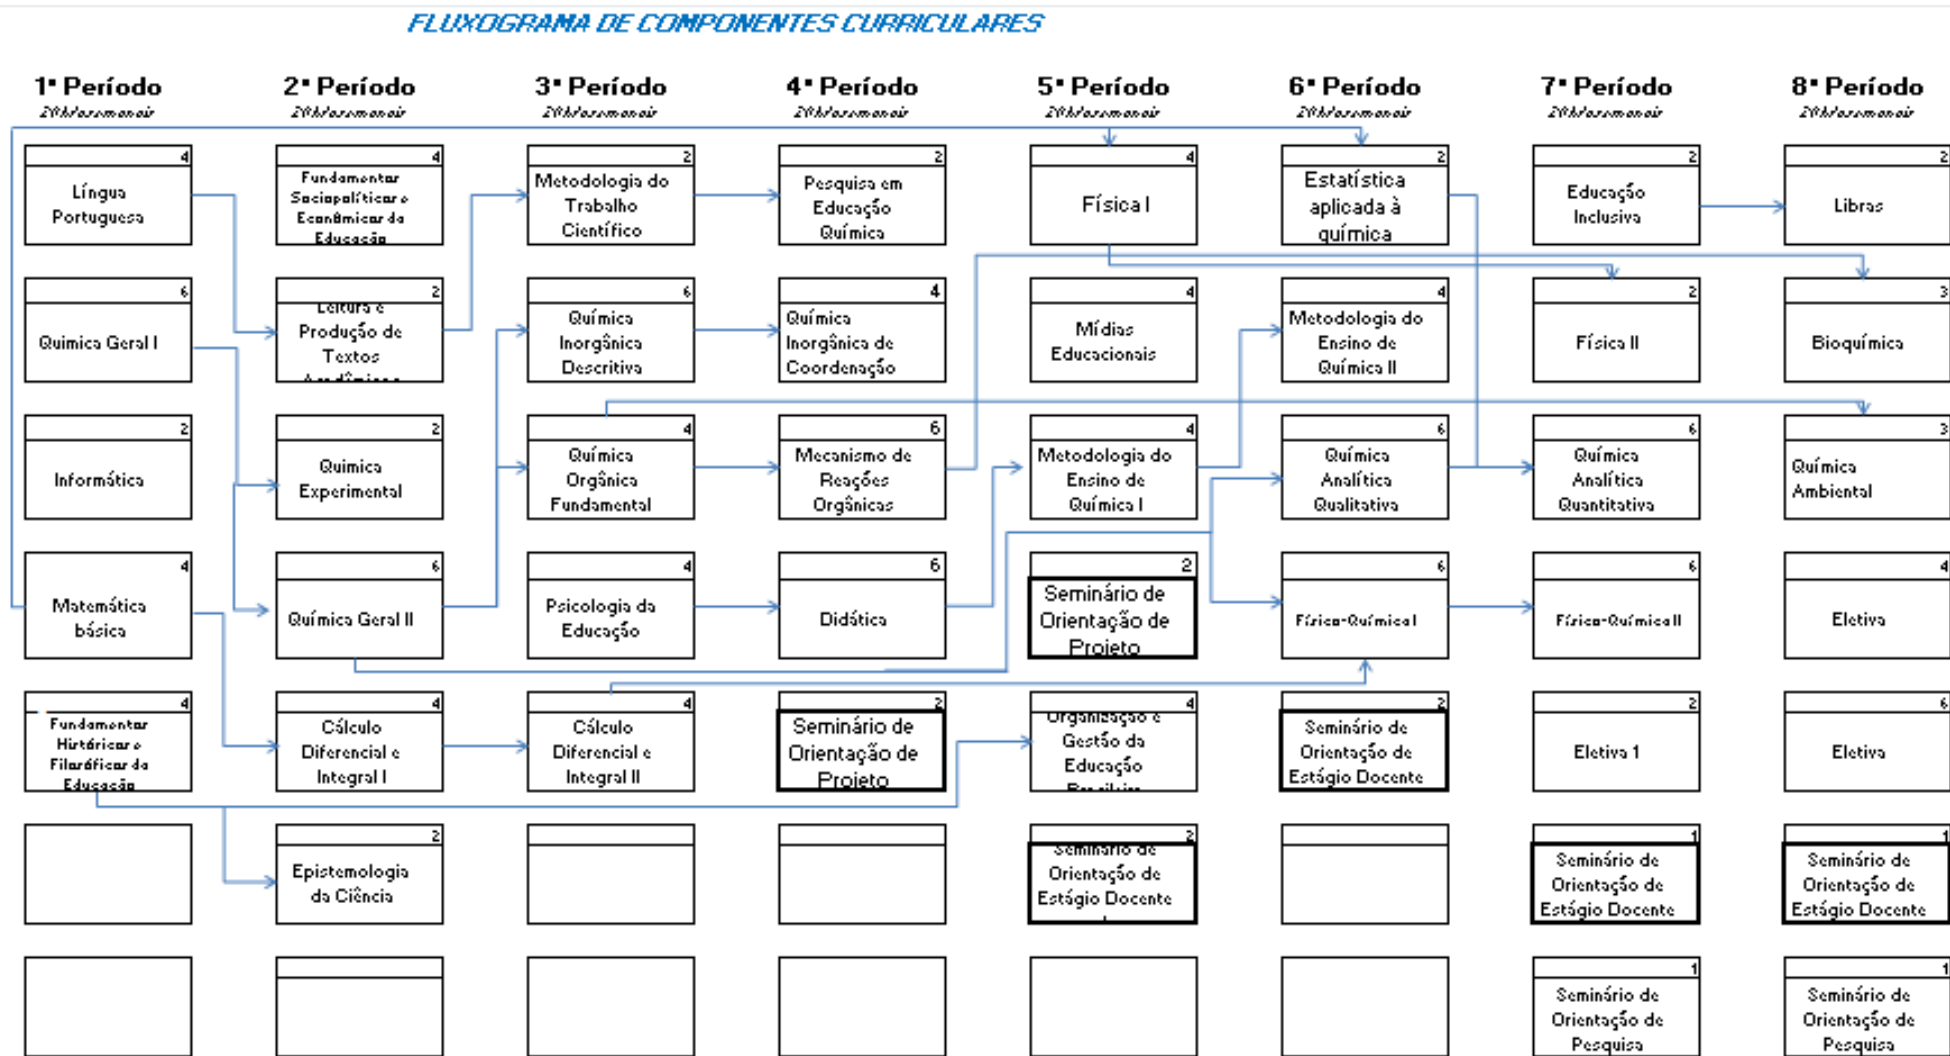 FLUXOGRAMA DE COMPONENTES CURRICULARES
1º Período
2º Período
3º Período
4º Período
5º Período
6º Período
7º Período
8º Período
4
Língua
Portuguesa
4
Fundamentos
Sociopolíticos e
Econômicos da
Educação
2
Metodologia do
Trabalho
Científico
2
Pesquisa em
Educação
Química
4
Física I
2
Estatística
aplicada à
química
2
Educação
Inclusiva
2
Libras
6
Quimica Geral I
2
Leitura e
Produção de
Textos
Acadêmicos
6
Química
Inorgânica
Descritiva
4
Química
Inorgânica de
Coordenação
4
Mídias
Educacionais
4
Metodologia do
Ensino de
Química II
2
Física II
3
Bioquímica
2
Informática
2
Quimica
Experimental
4
Química
Orgânica
Fundamental
6
Mecanismo de
Reações
Orgânicas
4
Metodologia do
Ensino de
Química I
6
Química
Analítica
Qualitativa
6
Química
Analítica
Quantitativa
3
Química
Ambiental
4
Matemática
básica
6
Química Geral II
4
Psicologia da
Educação
6
Didática
2
Seminário de
Orientação de
Projeto
6
Físico-Química I
6
Físico-Química II
4
Eletiva
4
Fundamentos
Históricos e
Filosóficos da
Educação
4
Cálculo
Diferencial e
Integral I
4
Cálculo
Diferencial e
Integral II
2
Seminário de
Orientação de
Projeto
4
Organização e
Gestão da
Educação
Brasileira
2
Seminário de
Orientação de
Estágio Docente
2
Eletiva 1
6
Eletiva
2
Epistemologia
da Ciência
2
Seminário de
Orientação de
Estágio Docente
1
Seminário de
Orientação de
Estágio Docente
1
Seminário de
Orientação de
Estágio Docente
1
Seminário de
Orientação de
Pesquisa
1
Seminário de
Orientação de
Pesquisa